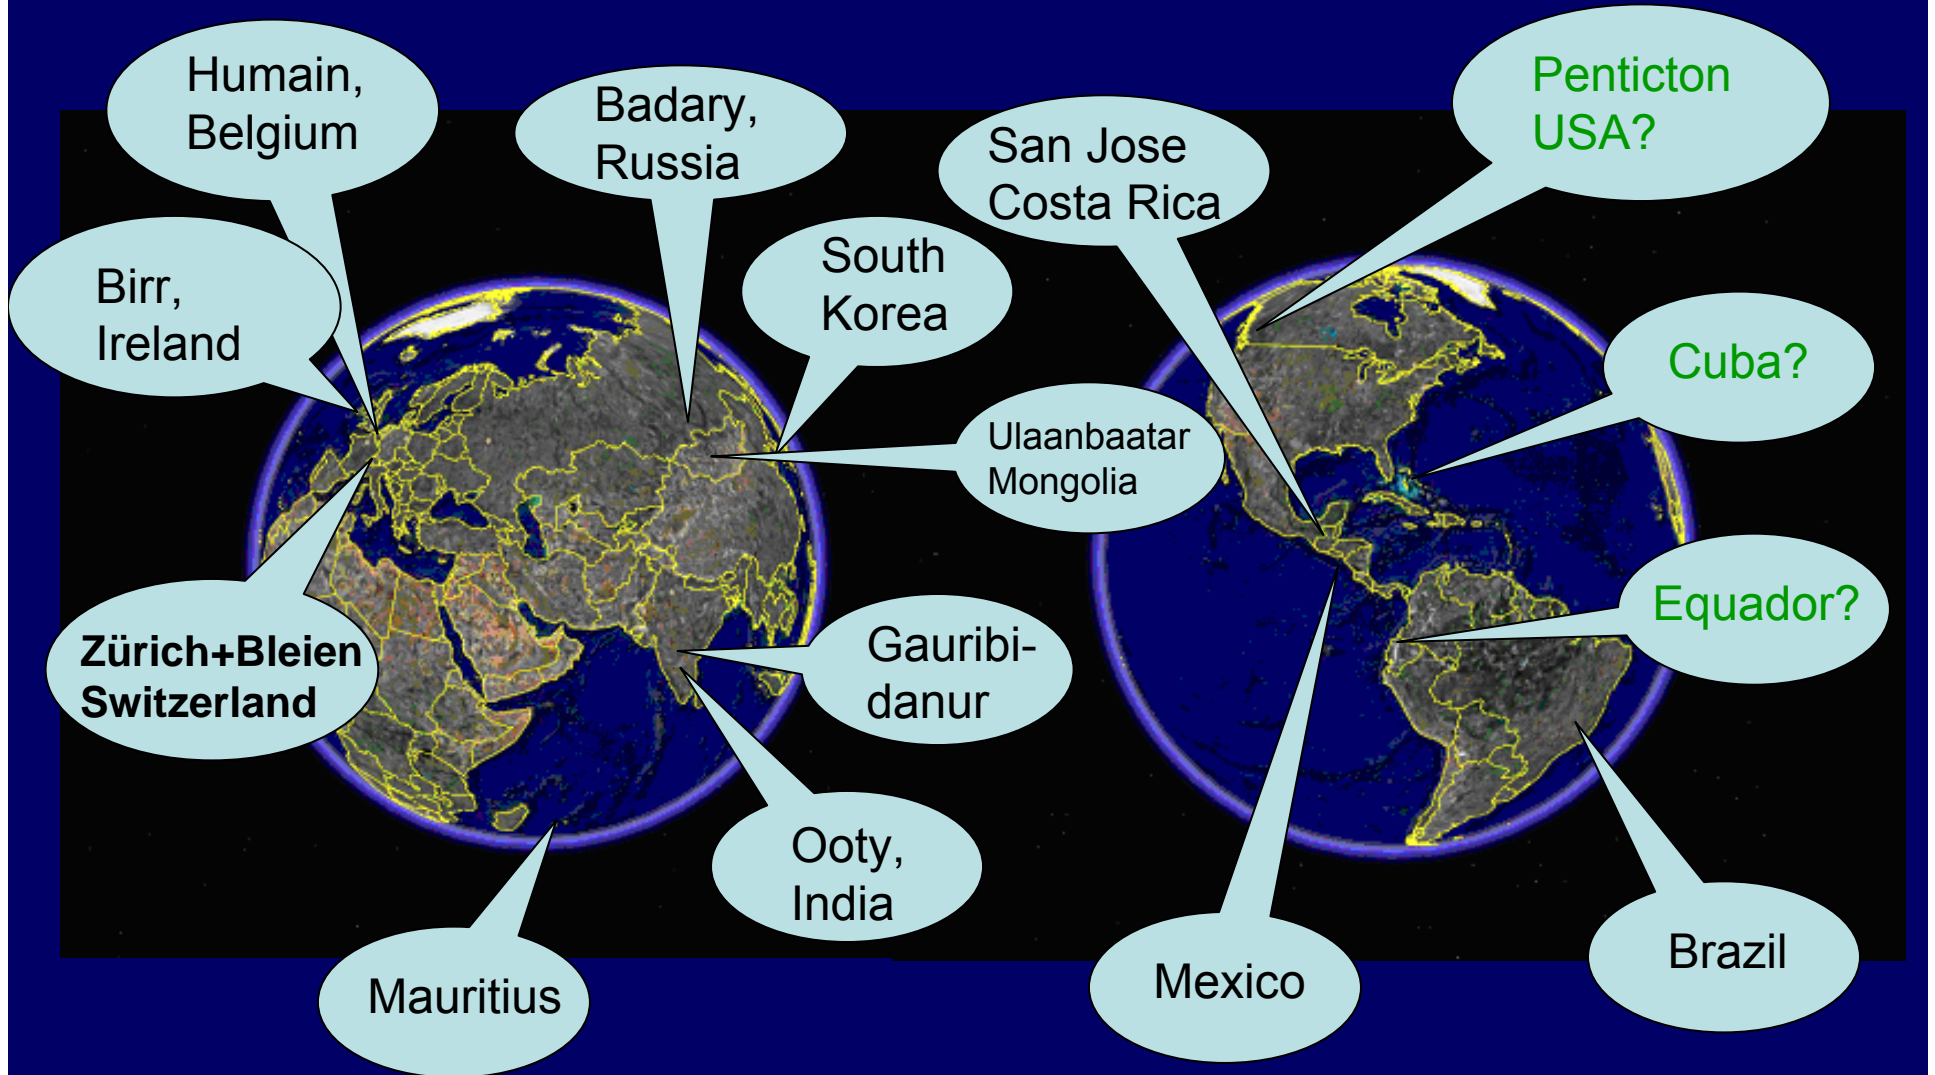 Humain,
Belgium
Badary,
Russia
San Jose
Costa Rica
Penticton
USA?
Birr,
Ireland
South
Korea
Cuba?
Ulaanbaatar
Mongolia
Zürich+Bleien
Switzerland
Gauribi-
danur
Equador?
Ooty,
India
Mauritius
Mexico
Brazil